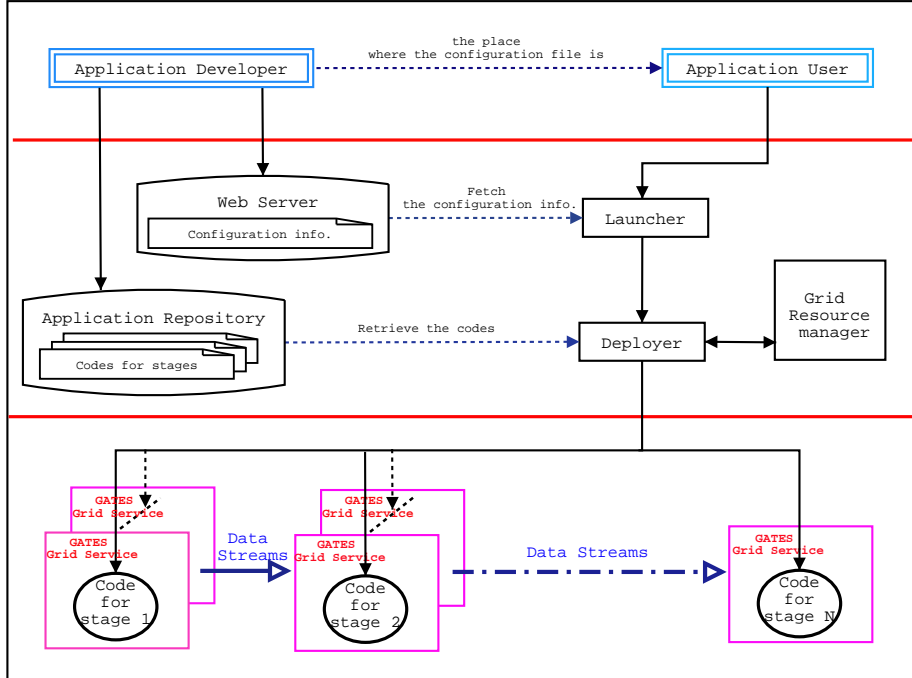 the place
where the configuration file is
Application Developer
Application User
Web Server
Configuration info.
Fetch
the configuration info.
Launcher
Application Repository
Codes for stages
Retrieve the codes
Deployer
Grid
Resource
manager
GATES
Grid Service
GATES
Grid Service
GATES
Grid Service
Code
for
stage 1
Data
Streams
GATES
Grid Service
Code
for
stage 2
Data Streams
GATES
Grid Service
Code
for
stage N